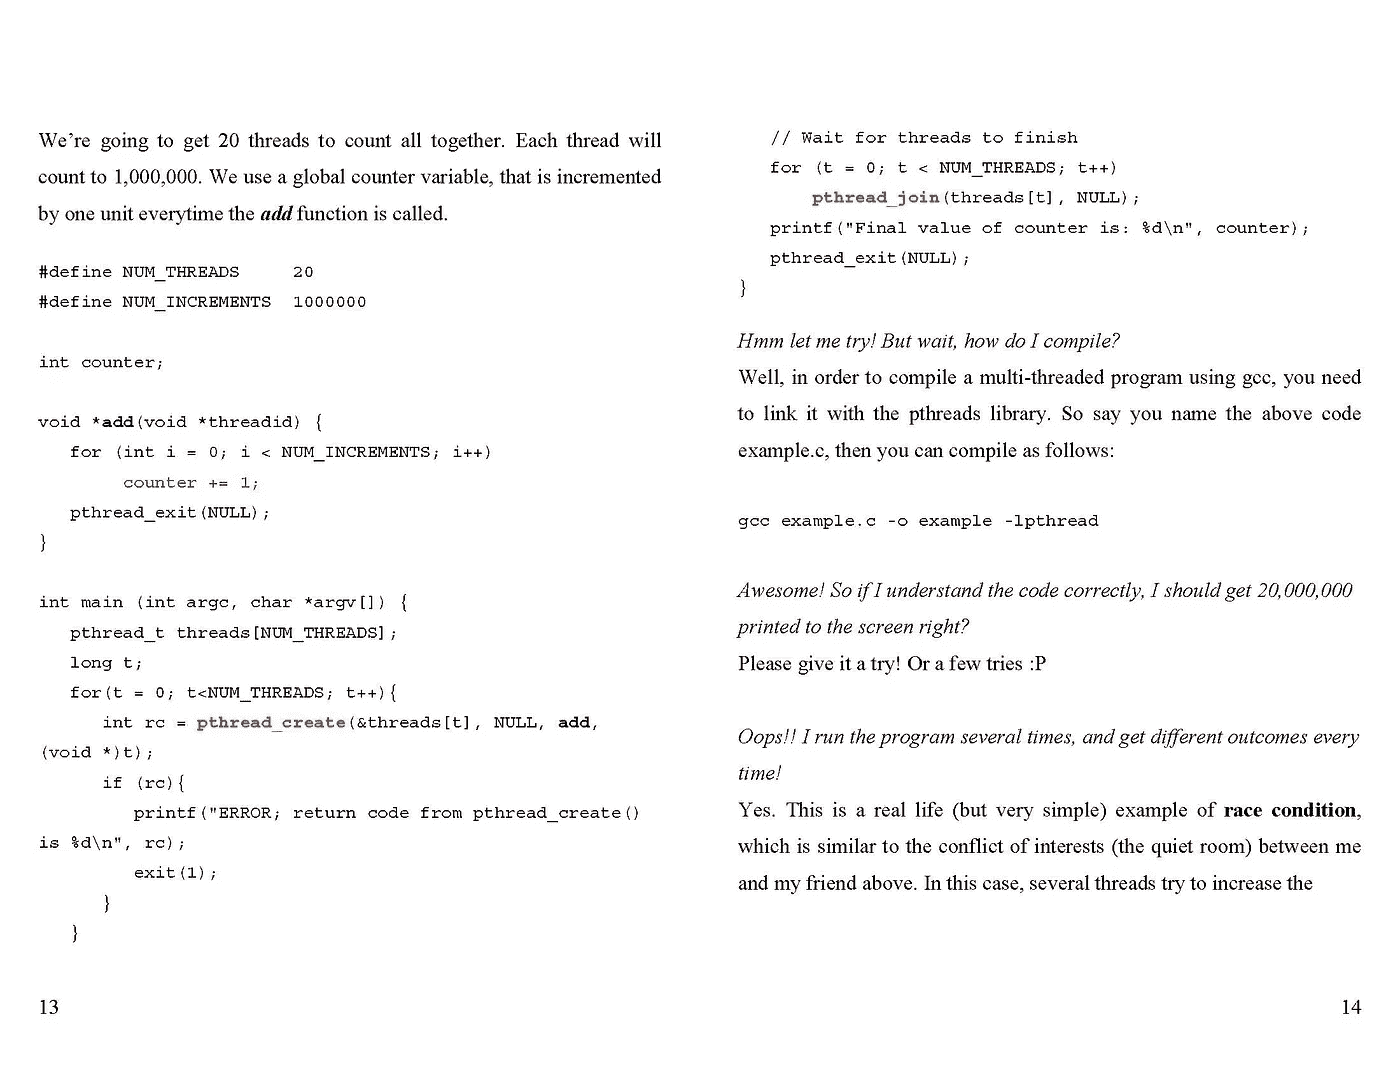 We’re going to get 20 threads to count all together. Each thread will
count to 1,000,000. We use a global counter variable, that is incremented
by one unit everytime the add function is called.
#define NUM_THREADS     20
#define NUM_INCREMENTS  1000000
int counter;
void *add(void *threadid) {
   for (int i = 0; i < NUM_INCREMENTS; i++)
        counter += 1;
   pthread_exit(NULL);
}
int main (int argc, char *argv[]) {
   pthread_t threads[NUM_THREADS];
   long t;
   for(t = 0; t<NUM_THREADS; t++){
      int rc = pthread_create(&threads[t], NULL, add,
(void *)t);
      if (rc){
         printf("ERROR; return code from pthread_create()
is %d\n", rc);
         exit(1);
      }
   }
13
   // Wait for threads to finish
   for (t = 0; t < NUM_THREADS; t++)
       pthread_join(threads[t], NULL);
   printf("Final value of counter is: %d\n", counter);
   pthread_exit(NULL);
}
Hmm let me try! But wait, how do I compile?
Well, in order to compile a multi-threaded program using gcc, you need
to link it with the pthreads library. So say you name the above code
example.c, then you can compile as follows:
gcc example.c -o example -lpthread
Awesome! So if I understand the code correctly, I should get 20,000,000
printed to the screen right?
Please give it a try! Or a few tries :P
Oops!! I run the program several times, and get different outcomes every
time!
Yes. This is a real life (but very simple) example of race condition,
which is similar to the conflict of interests (the quiet room) between me
and my friend above. In this case, several threads try to increase the
14